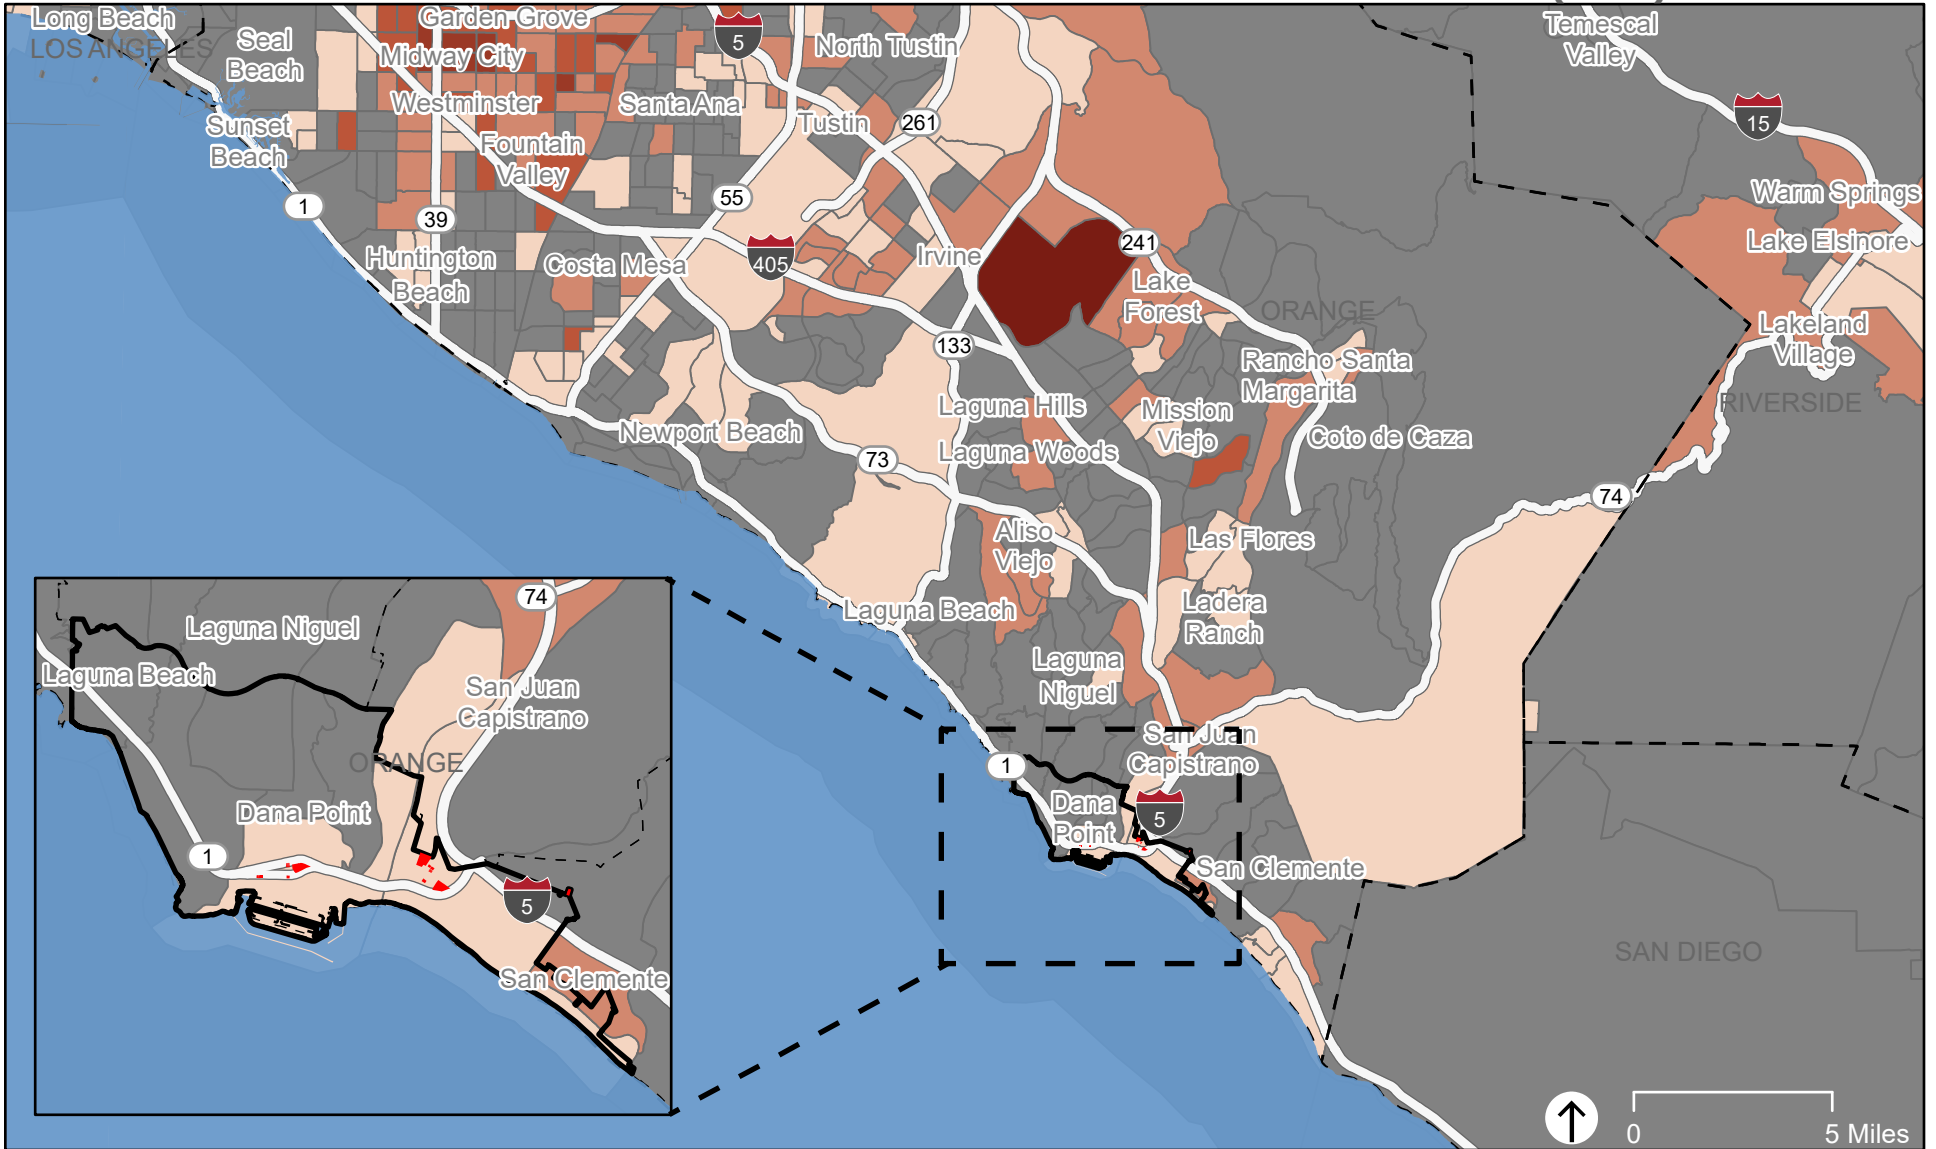 Long Beach
LOS ANGELES
Seal
Beach
Garden Grove
Midway City
Westminster
5
North Tustin
Temescal
Valley
15
Santa Ana
Tustin
261
Sunset
Beach
Fountain
Valley
1
39
55
Warm Springs
Lake Elsinore
Huntington
Beach
Costa Mesa
405
Irvine
241
Lake
Forest
ORANGE
133
Lakeland
Village
Rancho Santa
Margarita
RIVERSIDE
Laguna Hills
Mission
Viejo
Newport Beach
Laguna Woods
Coto de Caza
73
74
Aliso
Viejo
Las Flores
Laguna Beach
Ladera
Ranch
Laguna
Niguel
San Juan
Capistrano
1
Dana
Point
5
San Clemente
SAN DIEGO
74
Laguna Niguel
Laguna Beach
San Juan
Capistrano
ORANGE
Dana Point
1
5
San Clemente
0
5 Miles